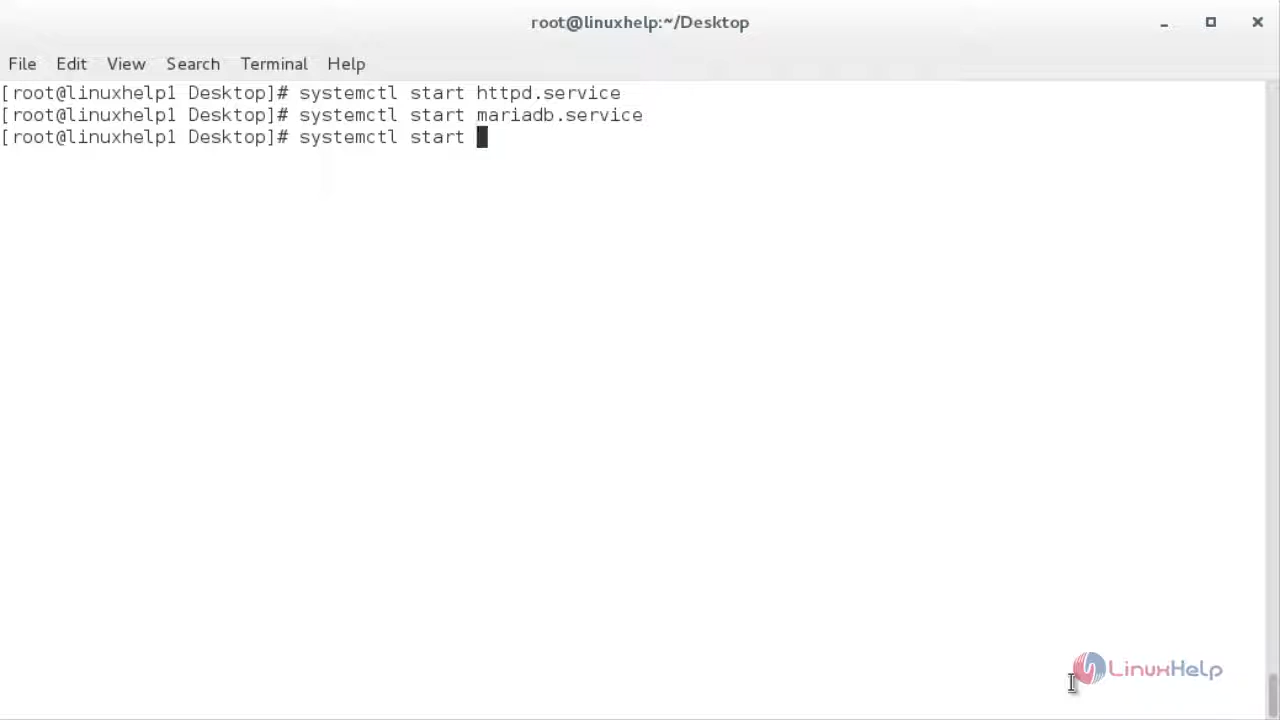 root@linuxhelp:~/Desktop
File Edit View Search Terminal Help
[root@linuxhelp1 Desktop]# systemctl start httpd.service
[root@linuxhelp1 Desktop]# systemctl start mariadb.service
[root@linuxhelp1 Desktop]# systemctl start
LinuxHelp